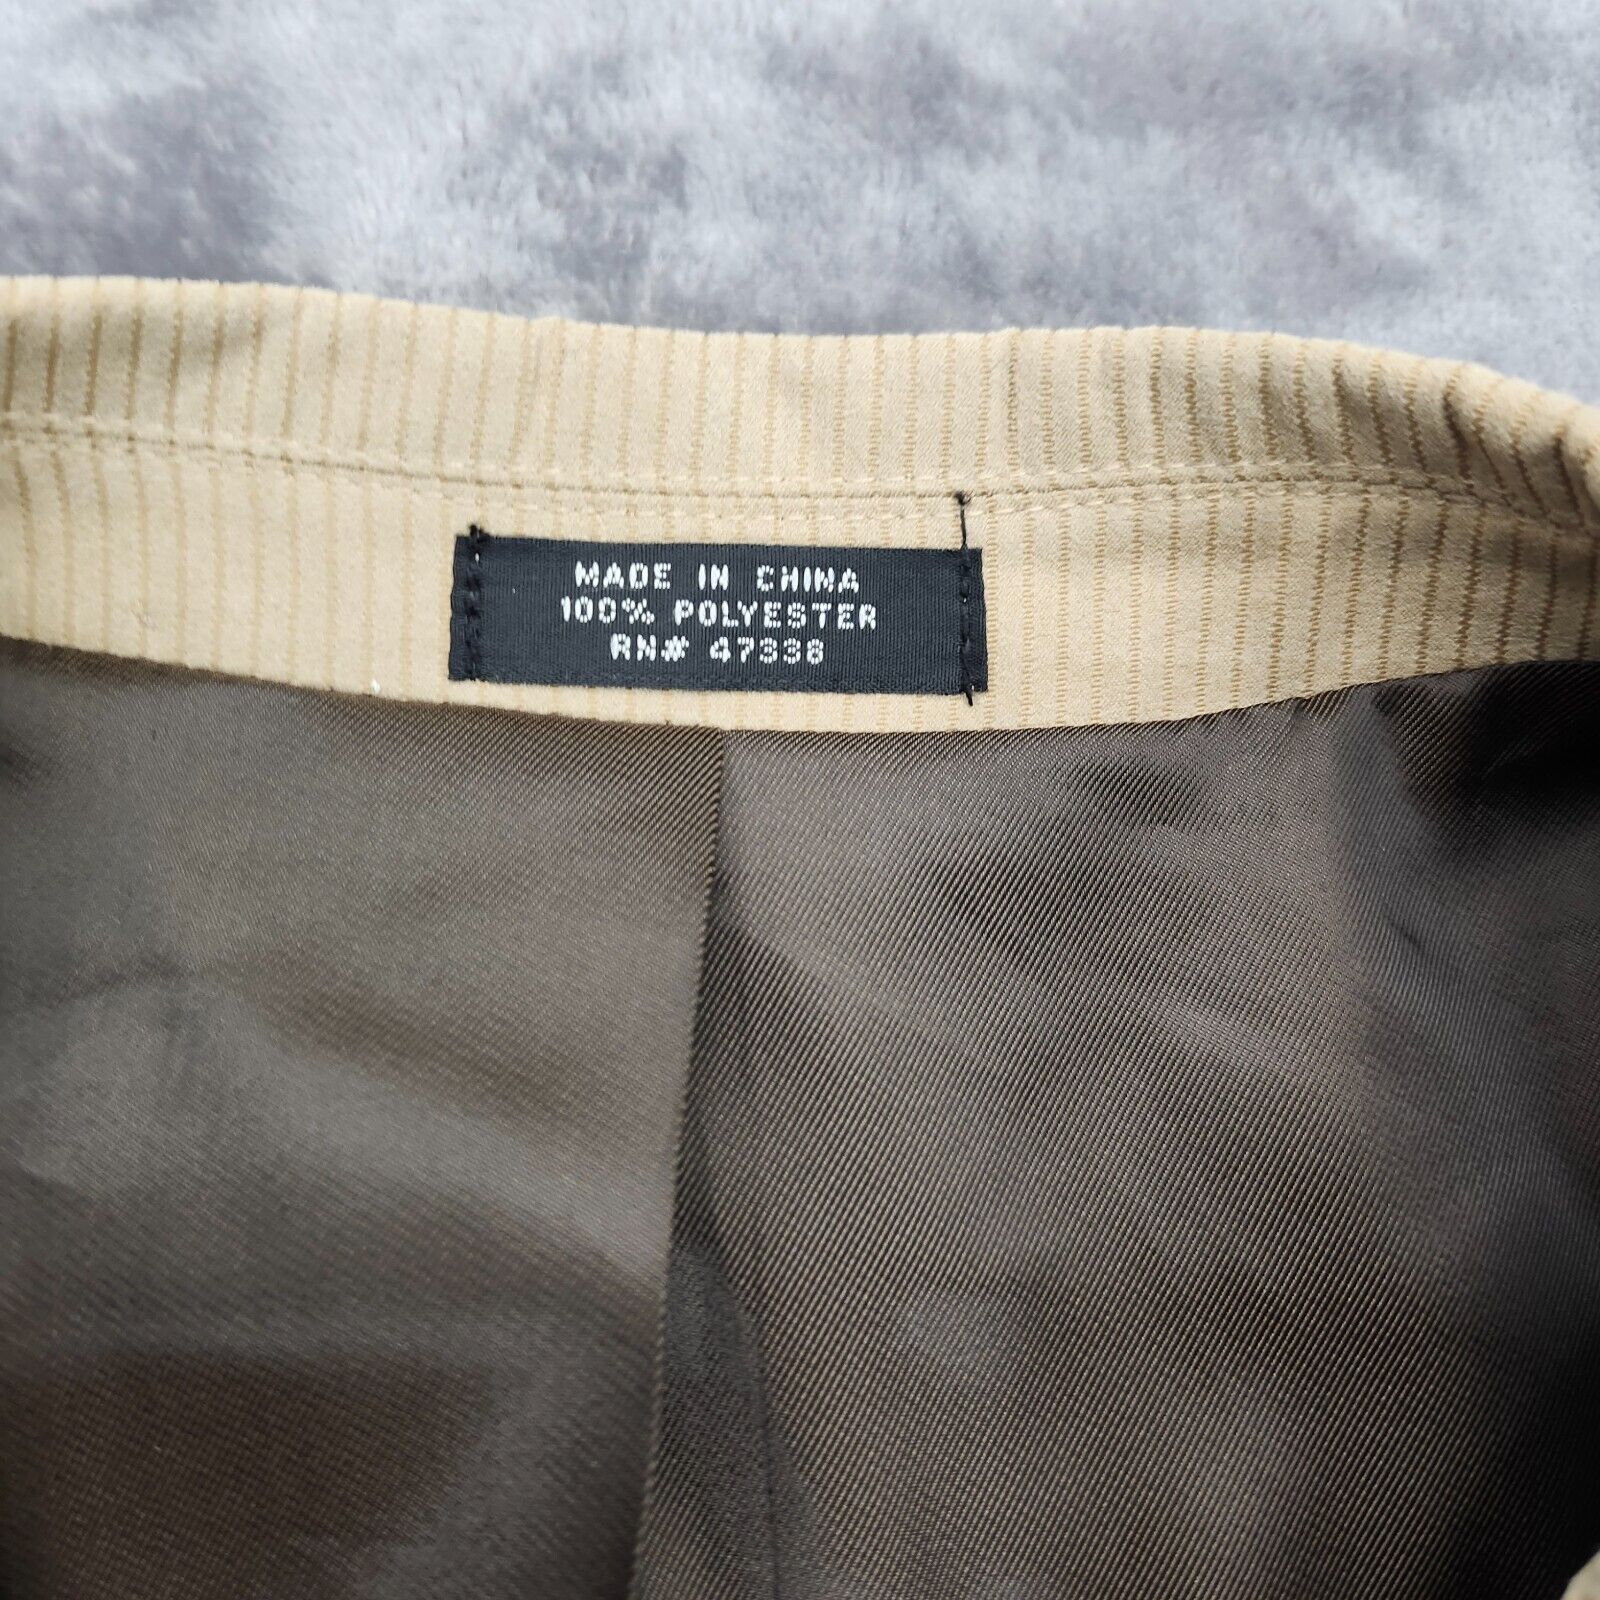 MADE IN CHINA
100% POLYESTER
RN# 47338